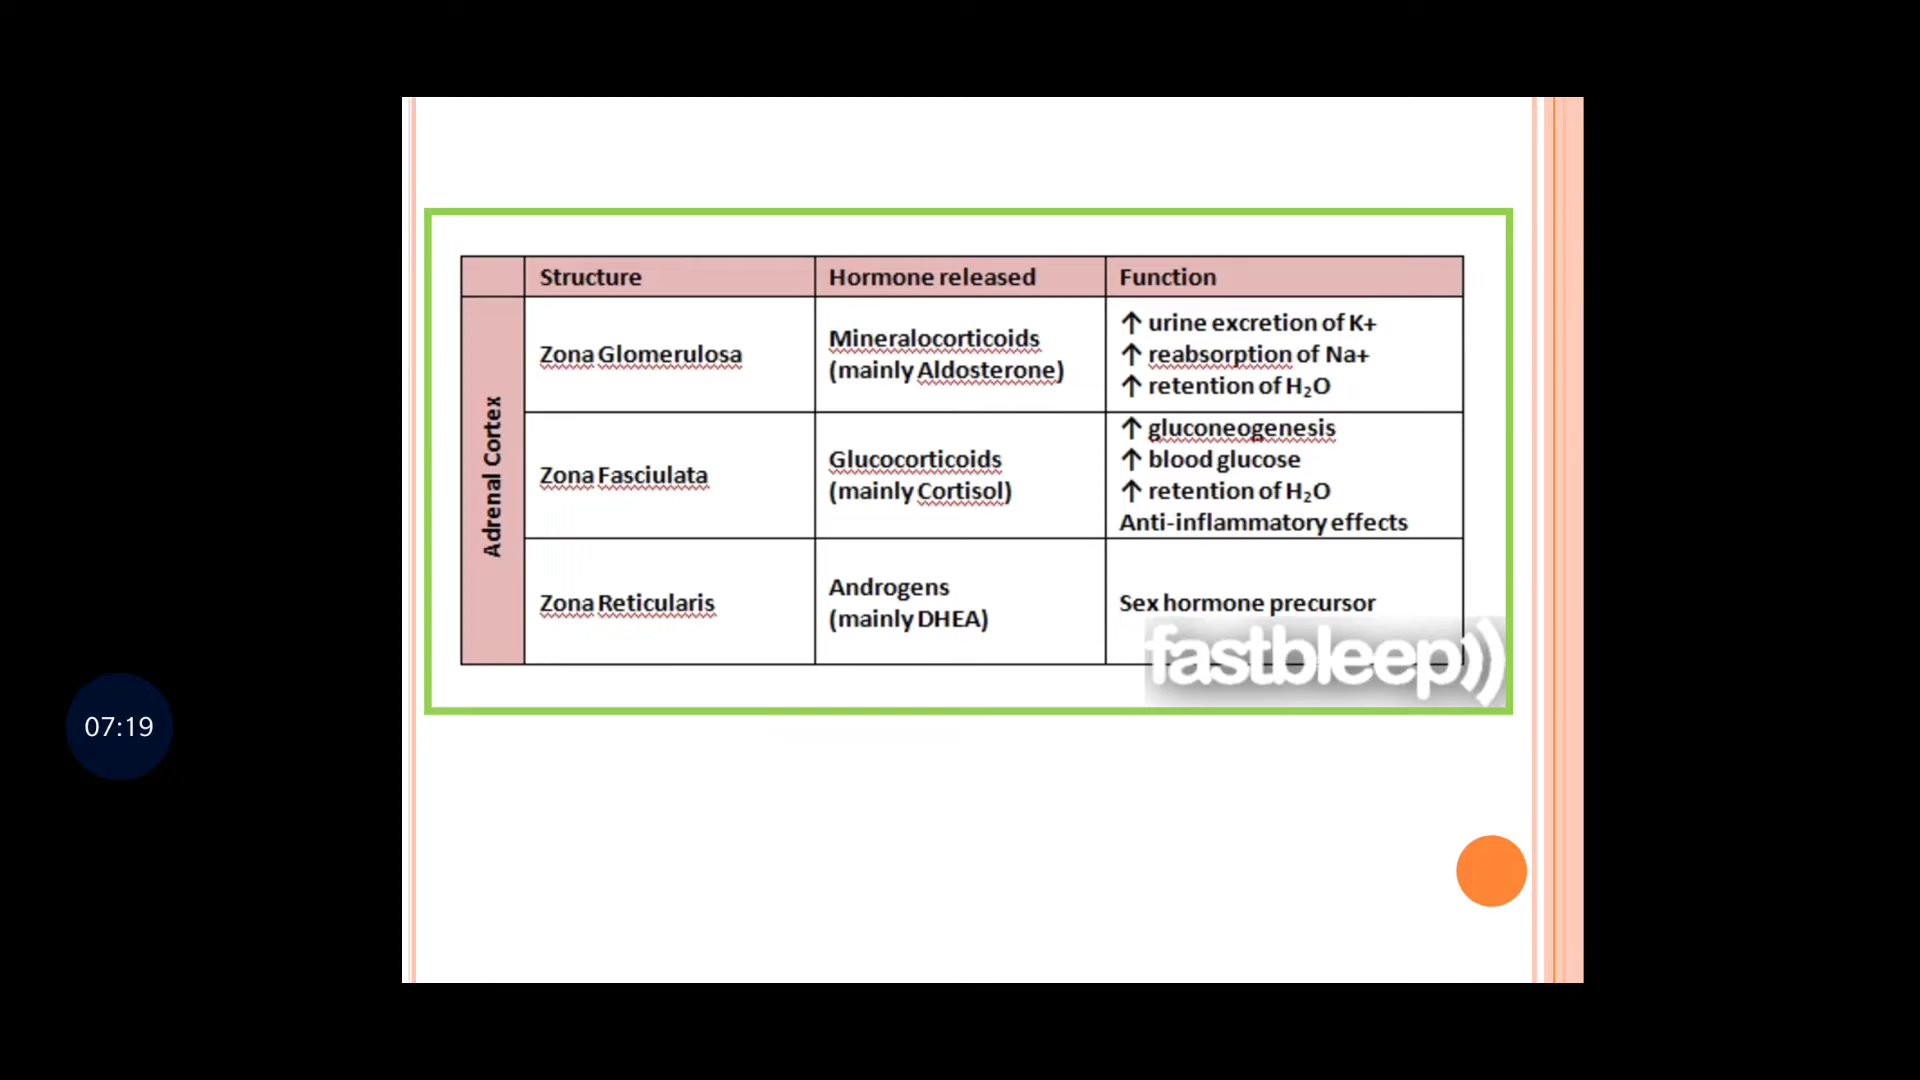 Structure
Hormone released
Function
Adrenal Cortex
Zona Glomerulosa
Mineralocorticoids
(mainly Aldosterone)
↑ urine excretion of K+
↑ reabsorption of Na+
↑ retention of H₂O
Zona Fasciulata
Glucocorticoids
(mainly Cortisol)
↑ gluconeogenesis
↑ blood glucose
↑ retention of H₂O
Anti-inflammatory effects
Zona Reticularis
Androgens
(mainly DHEA)
Sex hormone precursor
fastbleep
07:19